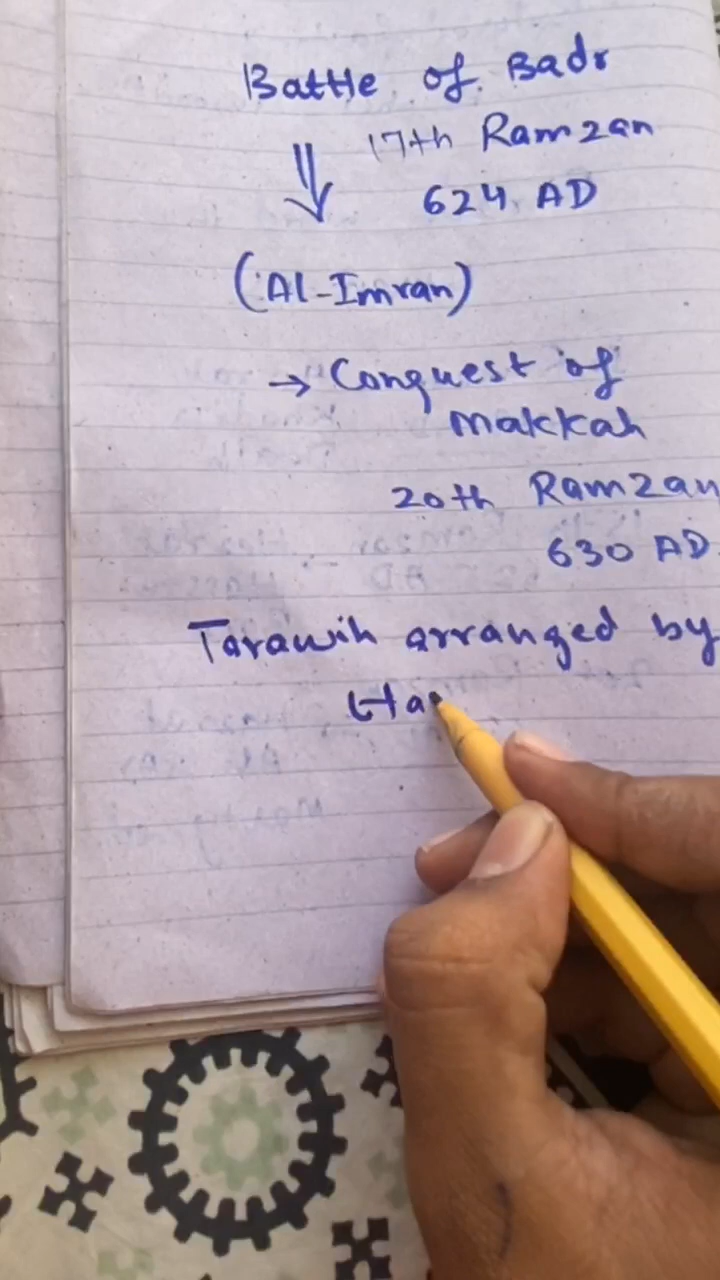 Battle of Badr
17th Ramzan
624 AD
(Al-Imran)
→ Conquest of
Makkah
20th Ramzan
630 AD.
Tarawih arranged by
Ha